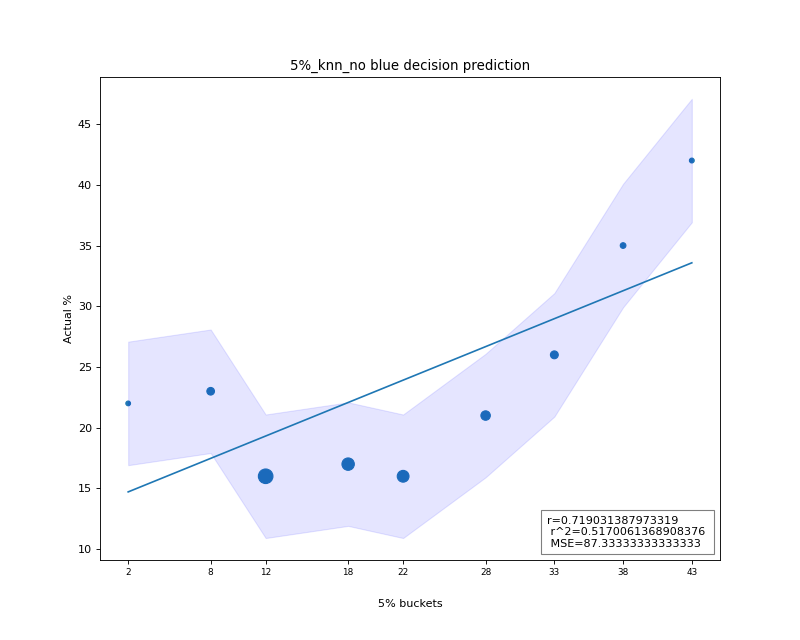 5%_knn_no blue decision prediction
Actual %
45
40
35
30
25
20
15
10
r=0.719031387973319
r^2=0.5170061368908376
MSE=87.33333333333333
2 8 12 18 22 28 33 38 43
5% buckets